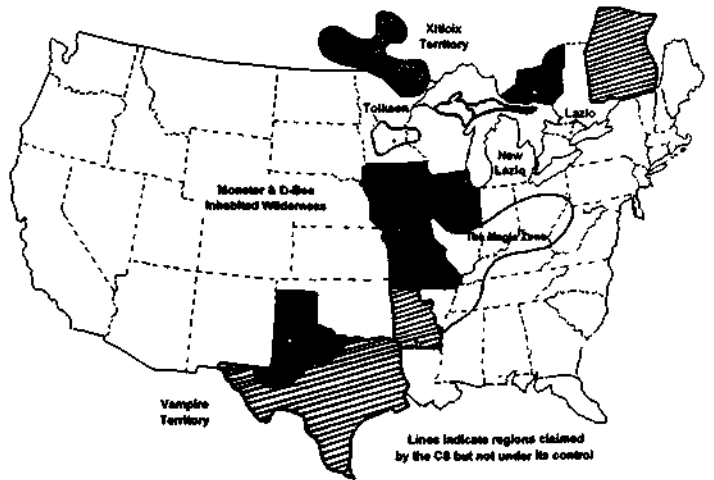 Xiticix
Territory
Tolkeen
Lazlo
New
Lazlo
Monster & D-Bee
Inhabited Wilderness
The Magic Zone
Vampire
Territory
Lines indicate regions claimed
by the CS but not under its control